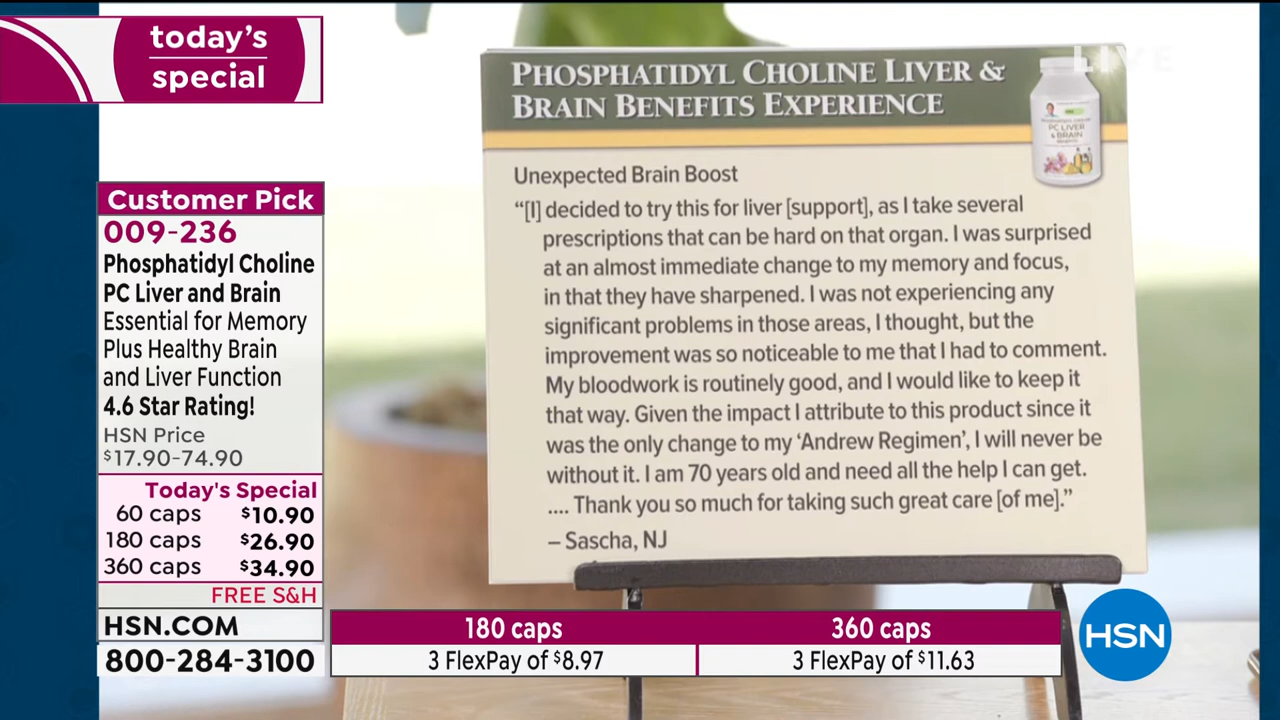 today's
special
Customer Pick
009-236
Phosphatidyl Choline
PC Liver and Brain
Essential for Memory
Plus Healthy Brain
and Liver Function
4.6 Star Rating!
HSN Price
$17.90-74.90
Today's Special
60 caps $10.90
180 caps $26.90
360 caps $34.90
FREE S&H
HSN.COM
800-284-3100
LIVE
PHOSPHATIDYL CHOLINE LIVER &
BRAIN BENEFITS EXPERIENCE
PC LIVER
& BRAIN
Unexpected Brain Boost
“[I] decided to try this for liver [support], as I take several
prescriptions that can be hard on that organ. I was surprised
at an almost immediate change to my memory and focus,
in that they have sharpened. I was not experiencing any
significant problems in those areas, I thought, but the
improvement was so noticeable to me that I had to comment.
My bloodwork is routinely good, and I would like to keep it
that way. Given the impact I attribute to this product since it
was the only change to my ‘Andrew Regimen’, I will never be
without it. I am 70 years old and need all the help I can get.
.... Thank you so much for taking such great care [of me].”
– Sascha, NJ
180 caps 360 caps
3 FlexPay of $8.97 3 FlexPay of $11.63
HSN